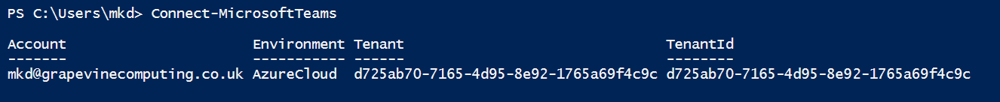 PS C:\Users\mkd> Connect-MicrosoftTeams
Account Environment Tenant TenantId
------- ----------- ------ --------
mkd@grapevinecomputing.co.uk AzureCloud d725ab70-7165-4d95-8e92-1765a69f4c9c d725ab70-7165-4d95-8e92-1765a69f4c9c